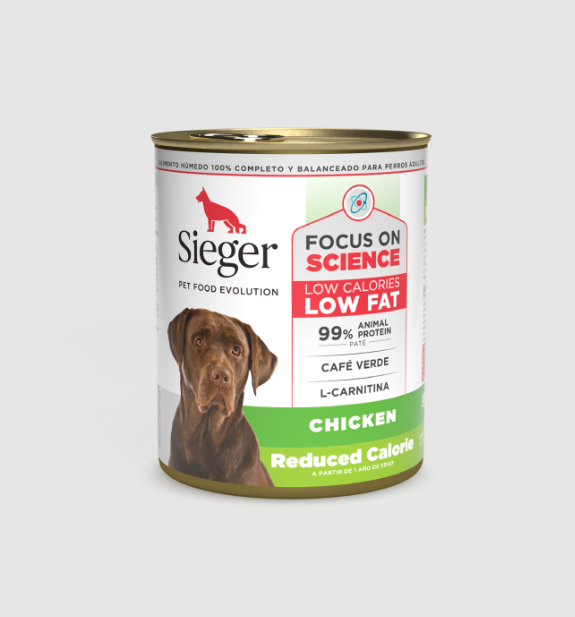 ALIMENTO HÚMEDO 100% COMPLETO Y BALANCEADO PARA PERROS ADULTOS
Sieger
PET FOOD EVOLUTION
FOCUS ON
SCIENCE
LOW CALORIES
LOW FAT
99% ANIMAL PROTEIN
PATÉ
CAFÉ VERDE
L-CARNITINA
CHICKEN
Reduced Calorie
A PARTIR DE 1 AÑO DE EDAD